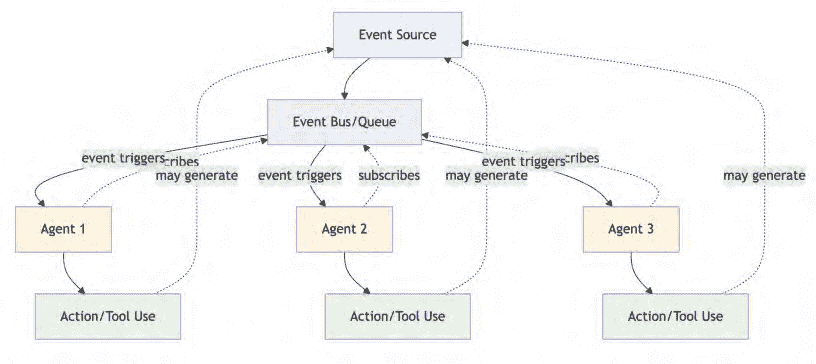 Event Source
Event Bus/Queue
event triggers
cribes
may generate
event triggers
subscribes
may generate
event triggers
cribes
may generate
Agent 1
Agent 2
Agent 3
Action/Tool Use
Action/Tool Use
Action/Tool Use